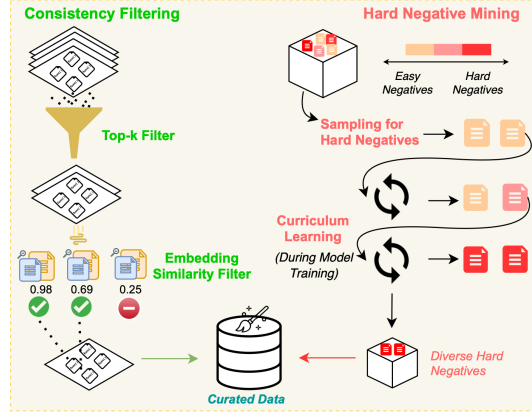 Consistency Filtering
Top-k Filter
Embedding
Similarity Filter
0.98
0.69
0.25
Hard Negative Mining
Easy
Negatives
Hard
Negatives
Sampling for
Hard Negatives
Curriculum
Learning
(During Model
Training)
Diverse Hard
Negatives
Curated Data